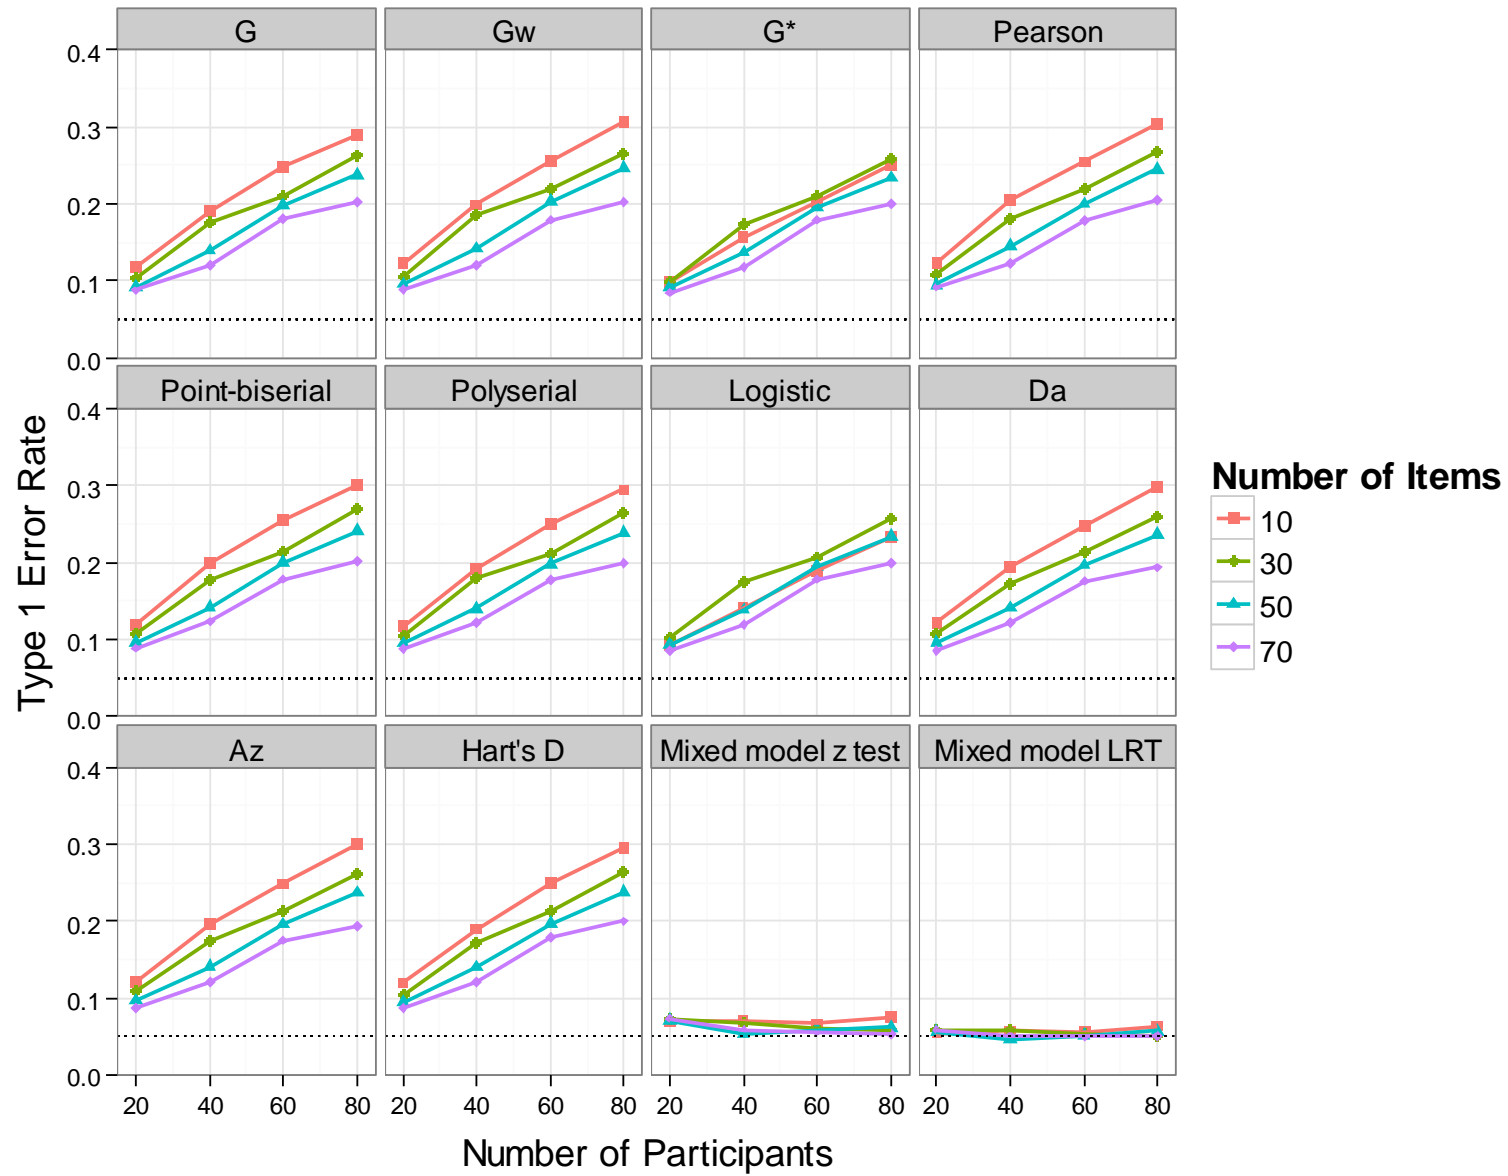 G Gw G* Pearson
0.4
0.3
0.2
0.1
0.0
Point-biserial Polyserial Logistic Da
0.4
0.3
0.2
0.1
0.0
Az Hart's D Mixed model z test Mixed model LRT
0.4
0.3
0.2
0.1
0.0
20 40 60 80 20 40 60 80 20 40 60 80 20 40 60 80
Number of Participants
Type 1 Error Rate
Number of Items
10
30
50
70